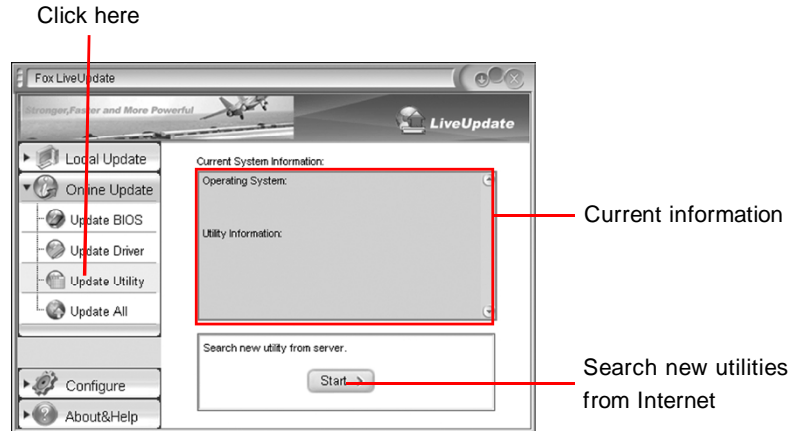 Click here
Fox LiveUpdate
Stronger,Faster and More Powerful
LiveUpdate
Local Update
Online Update
Update BIOS
Update Driver
Update Utility
Update All
Configure
About&Help
Current System Information:
Operating System:
Utility Information:
Search new utility from server.
Start
Current information
Search new utilities
from Internet